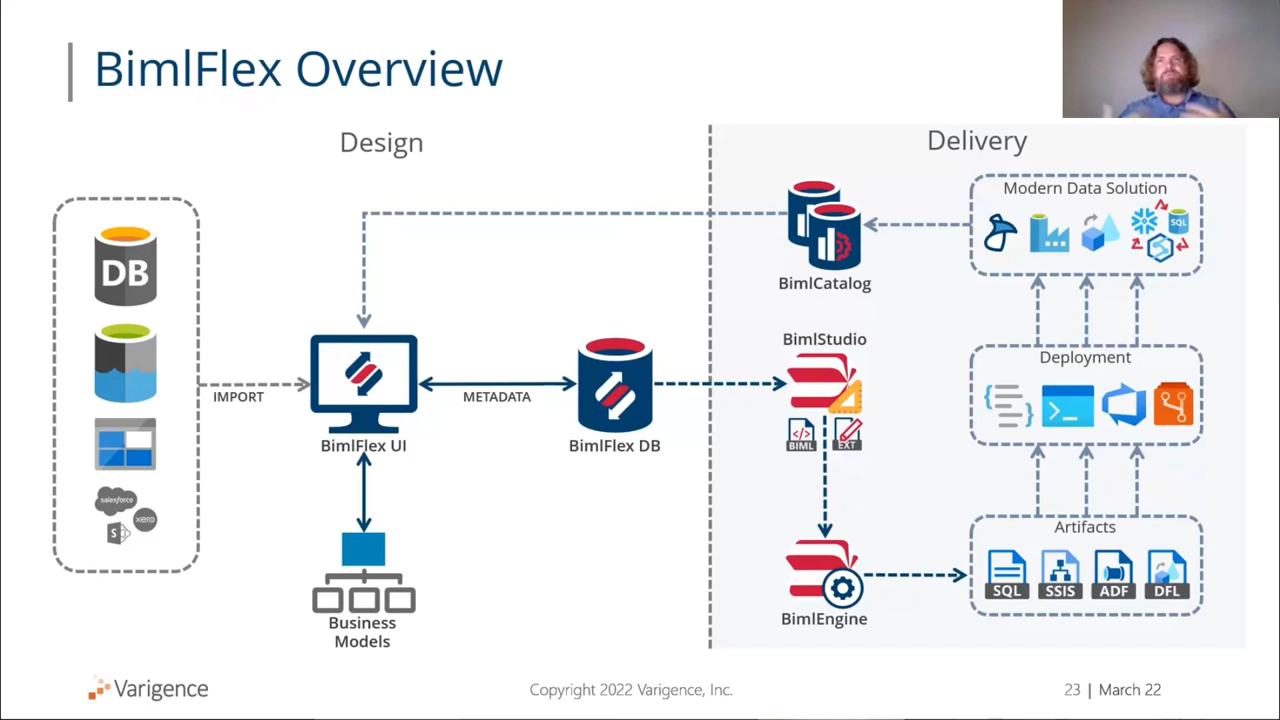 BimlFlex Overview
Design
Delivery
Modern Data Solution
SQL
DB
BimlCatalog
BimlStudio
Deployment
IMPORT
METADATA
BimlFlex UI
BimlFlex DB
BIML
EXT
salesforce
xero
S
Artifacts
SQL
SSIS
ADF
DFL
BimlEngine
Business
Models
Varigence
Copyright 2022 Varigence, Inc.
23 | March 22